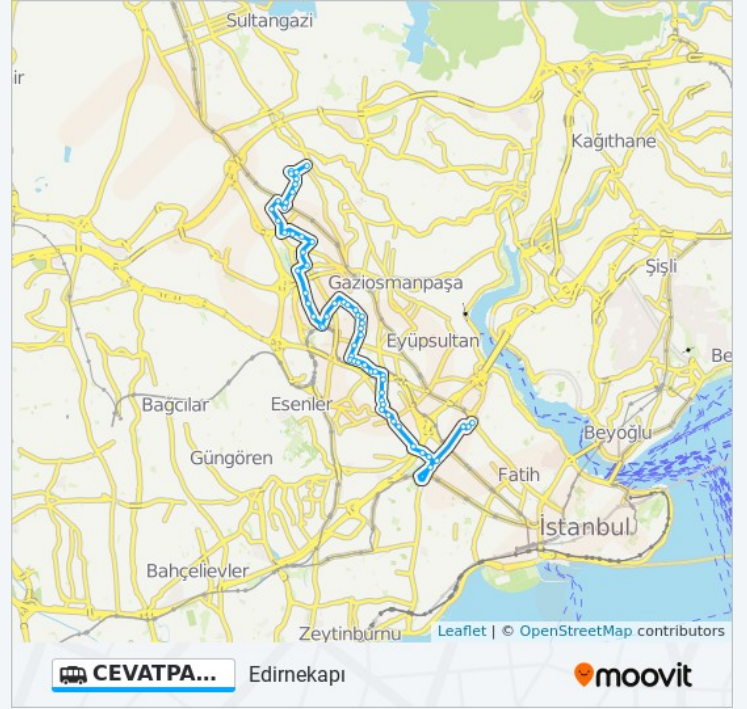 Sultangazi
ir
Kağıthane
Şişli
Gaziosmanpaşa
Eyüpsultan
Be
Bağcılar
Esenler
Beyoğlu
Güngören
Fatih
İstanbul
Bahçelievler
Zeytinburnu
Leaflet | © OpenStreetMap contributors
CEVATPA...
Edirnekapı
moovit